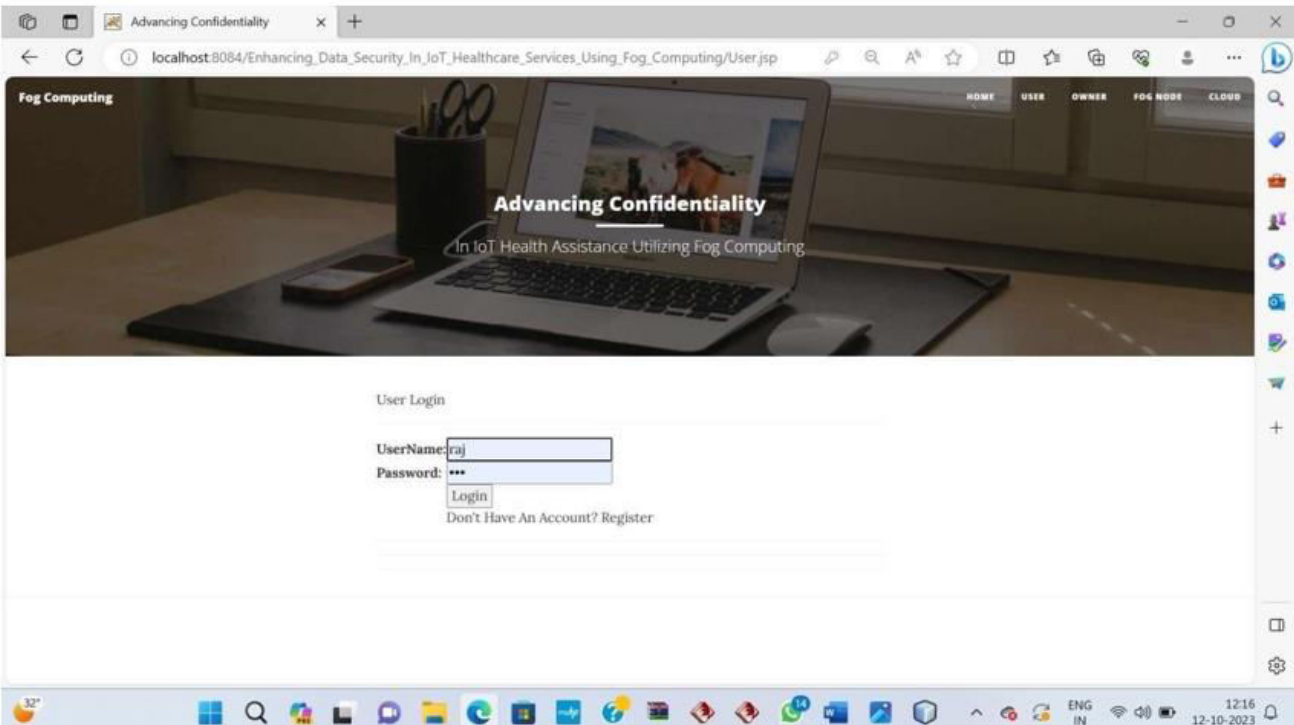 Advancing Confidentiality
localhost:8084/Enhancing_Data_Security_In_IoT_Healthcare_Services_Using_Fog_Computing/User.jsp
Fog Computing
HOME USER OWNER FOG NODE CLOUD
Advancing Confidentiality
In IoT Health Assistance Utilizing Fog Computing
User Login
UserName: raj
Password: •••
Login
Don't Have An Account? Register
32°
14
ENG
IN
12:16
12-10-2023